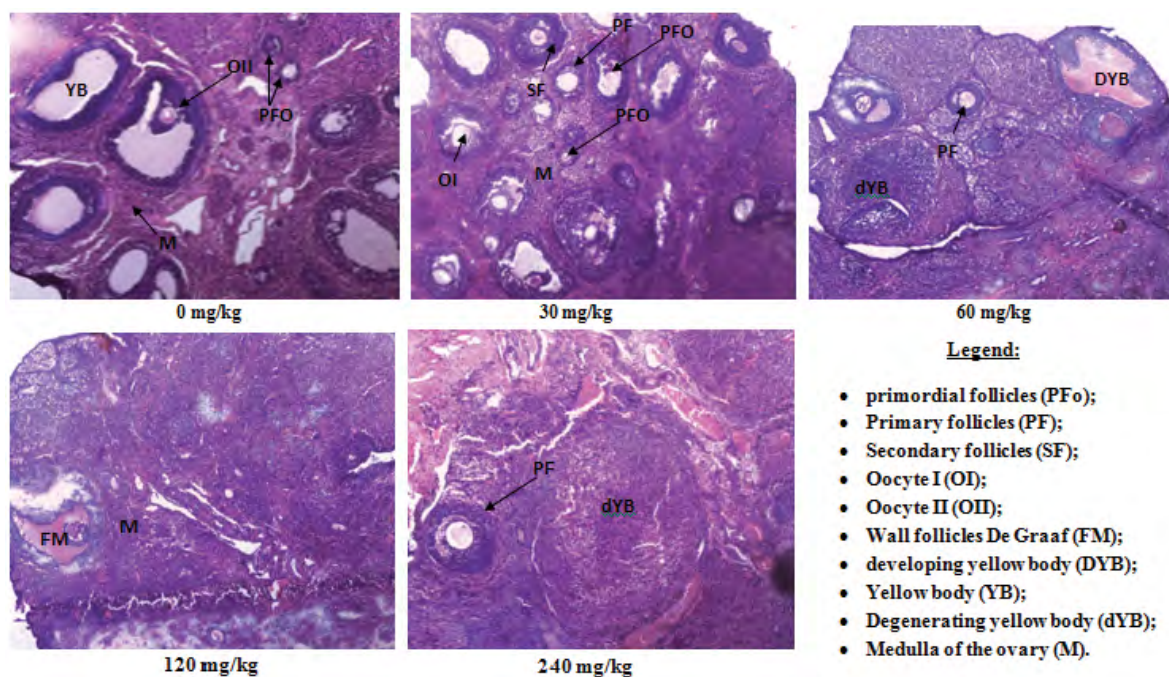 YB
OII
PFO
M
PF
PFO
SF
PFO
OI
M
DYB
PF
dYB
0 mg/kg
30 mg/kg
60 mg/kg
FM
M
PF
dYB
120 mg/kg
240 mg/kg
Legend:
• primordial follicles (PFo);
• Primary follicles (PF);
• Secondary follicles (SF);
• Oocyte I (OI);
• Oocyte II (OII);
• Wall follicles De Graaf (FM);
• developing yellow body (DYB);
• Yellow body (YB);
• Degenerating yellow body (dYB);
• Medulla of the ovary (M).